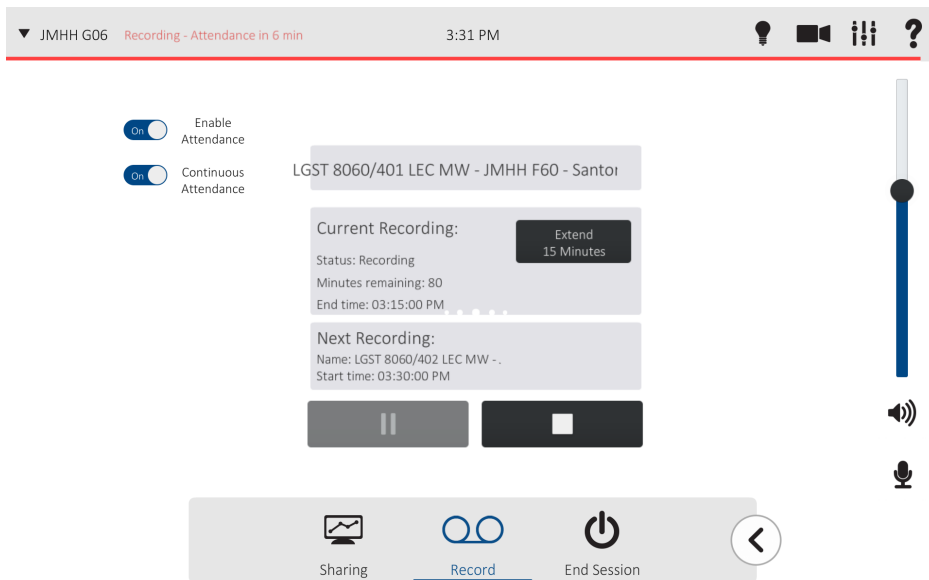 JMHH G06 Recording - Attendance in 6 min 3:31 PM
On Enable
Attendance
On Continuous
Attendance
LGST 8060/401 LEC MW - JMHH F60 - Santor
Current Recording:
Extend
15 Minutes
Status: Recording
Minutes remaining: 80
End time: 03:15:00 PM
Next Recording:
Name: LGST 8060/402 LEC MW - .
Start time: 03:30:00 PM
Sharing Record End Session